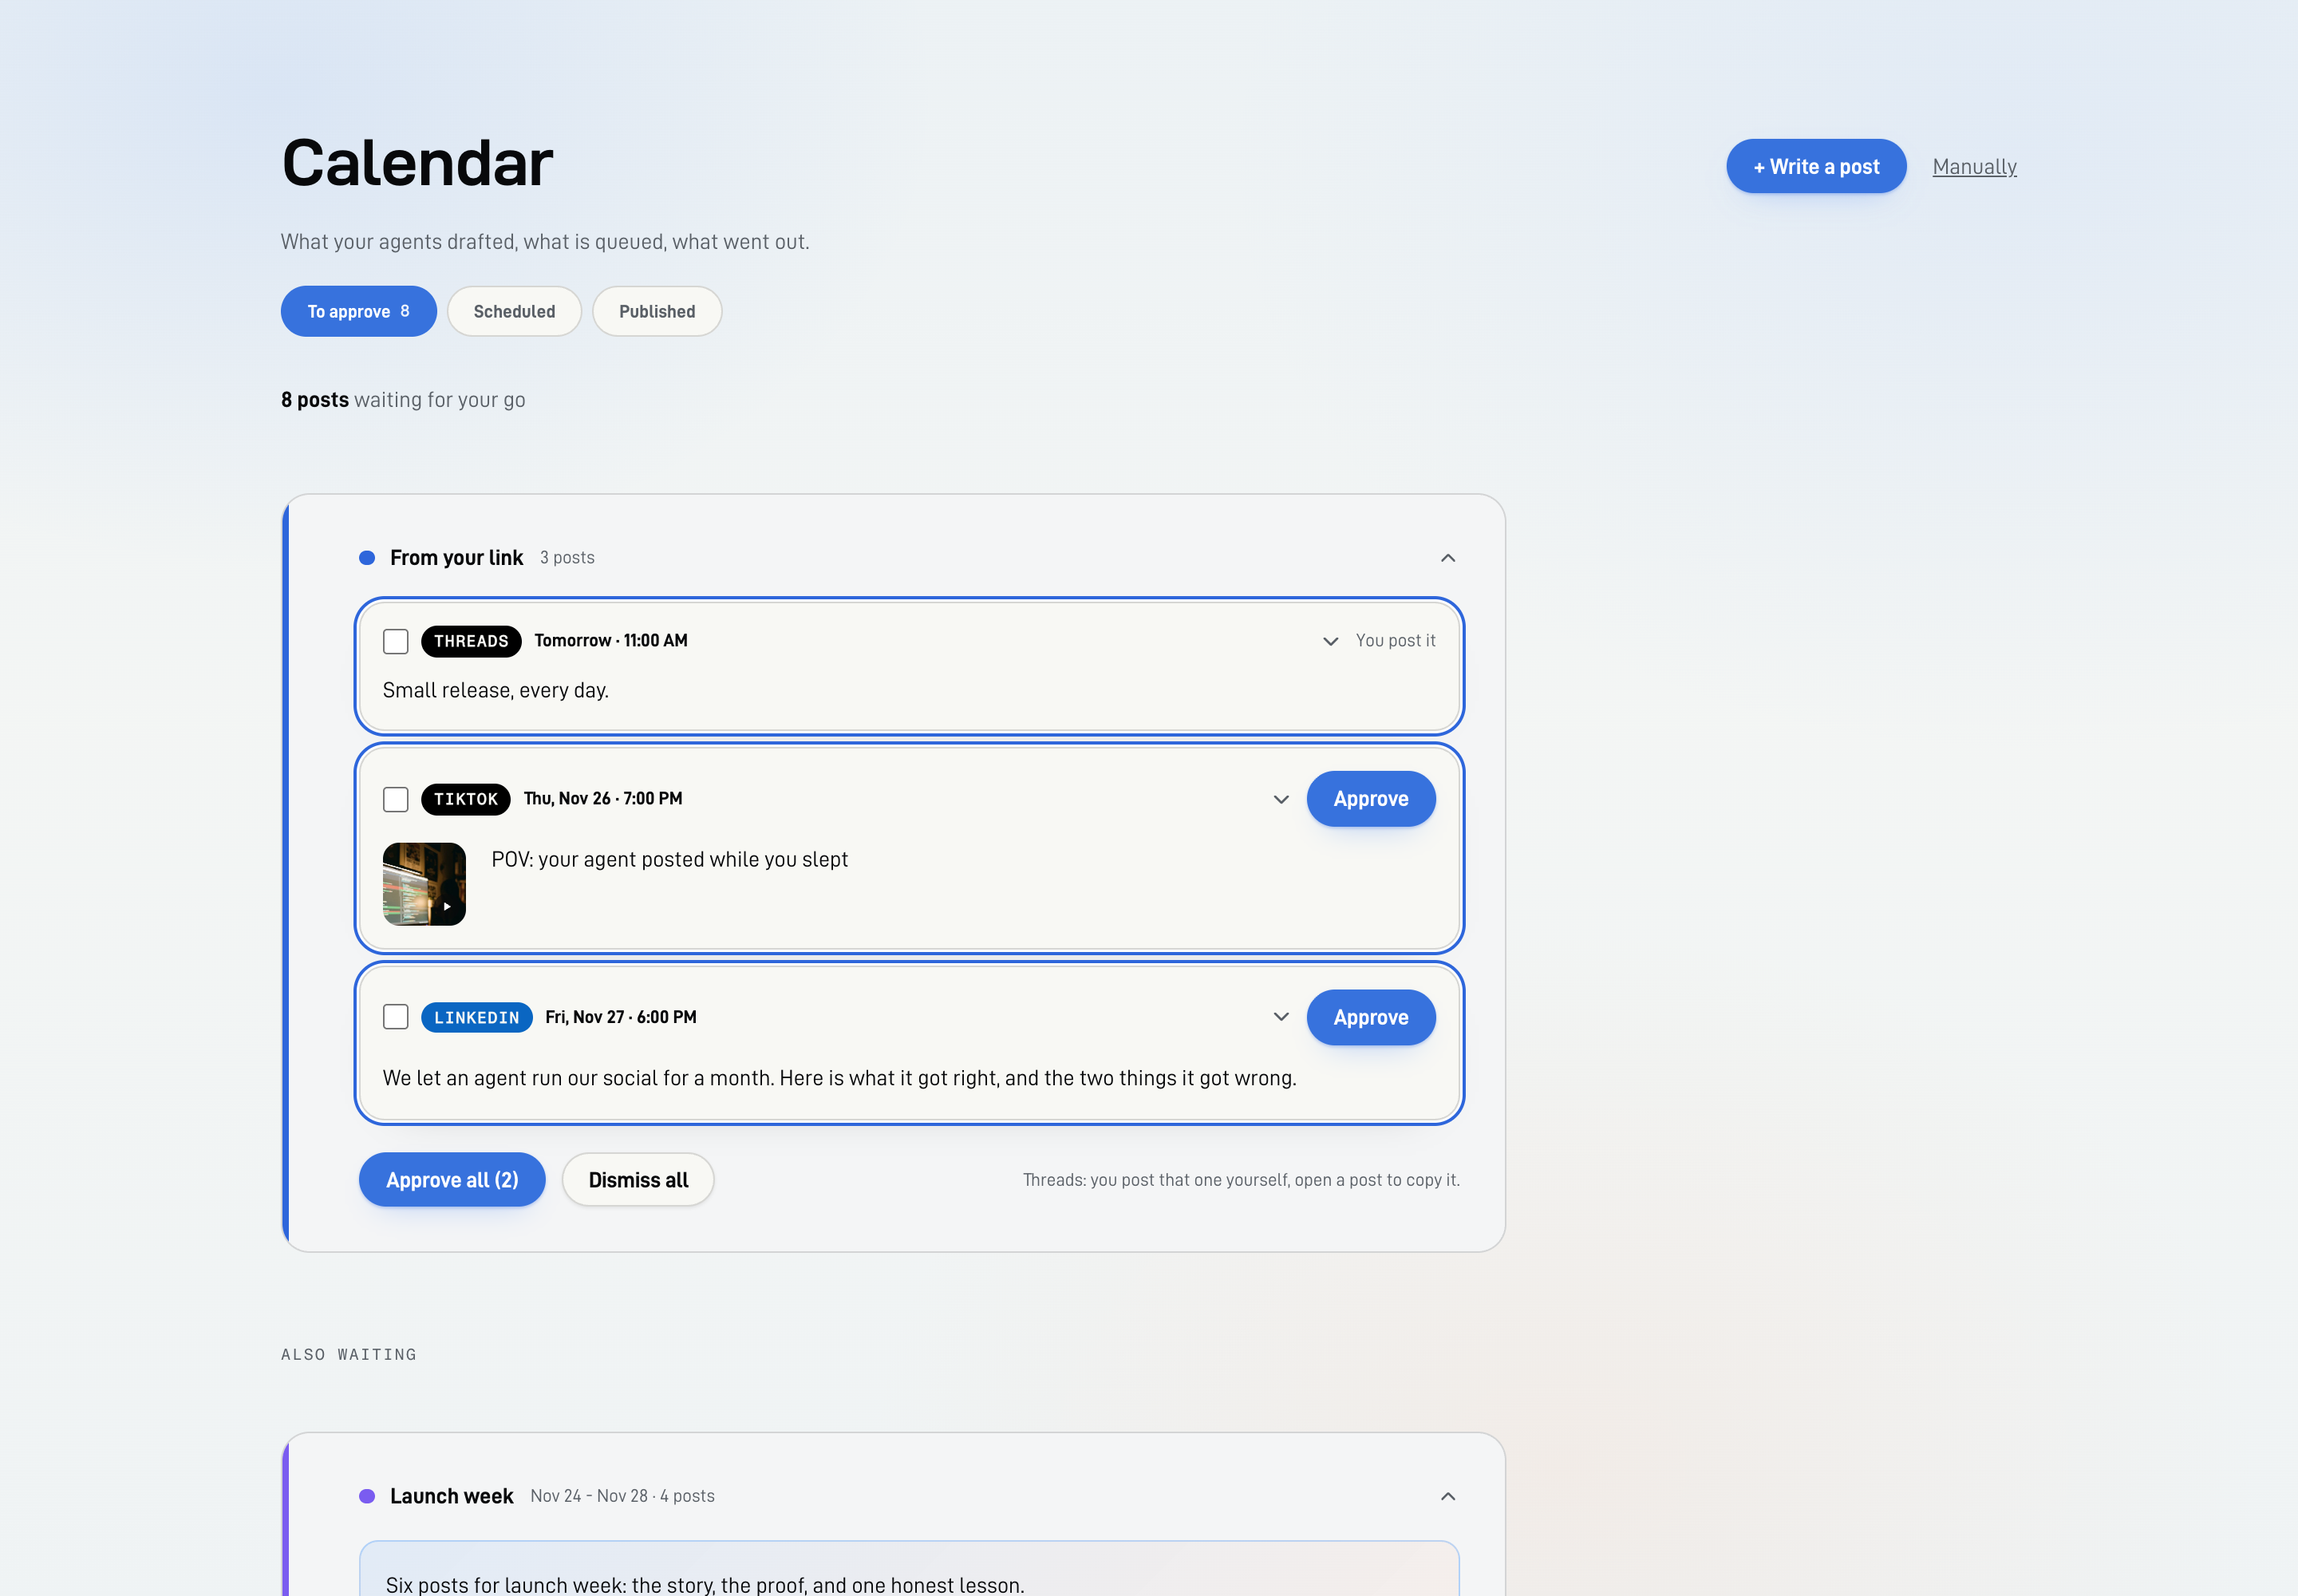 Calendar
+ Write a post
Manually
What your agents drafted, what is queued, what went out.
To approve 8
Scheduled
Published
8 posts waiting for your go
From your link 3 posts
THREADS Tomorrow · 11:00 AM
You post it
Small release, every day.
TIKTOK Thu, Nov 26 · 7:00 PM
Approve
POV: your agent posted while you slept
LINKEDIN Fri, Nov 27 · 6:00 PM
Approve
We let an agent run our social for a month. Here is what it got right, and the two things it got wrong.
Approve all (2)
Dismiss all
Threads: you post that one yourself, open a post to copy it.
ALSO WAITING
Launch week Nov 24 - Nov 28 · 4 posts
Six posts for launch week: the story, the proof, and one honest lesson.